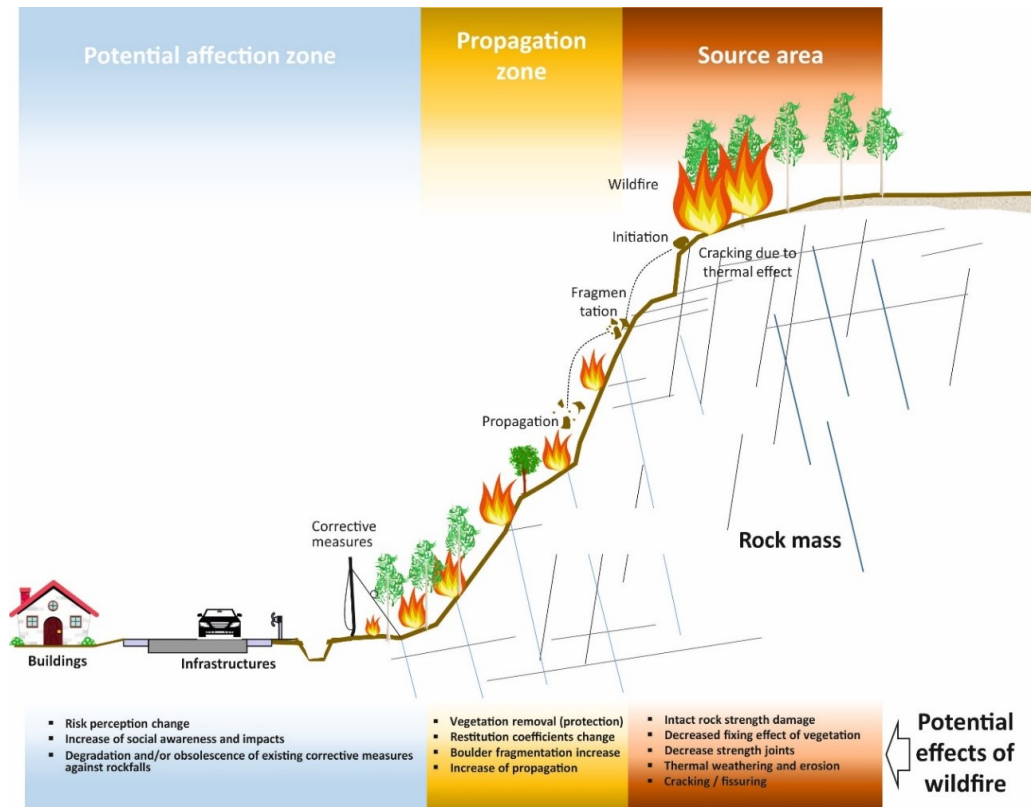 Potential affection zone
Propagation
zone
Source area
Wildfire
Initiation
Cracking due to
thermal effect
Fragmen
tation
Propagation
Corrective
measures
Rock mass
Buildings
Infrastructures
▪ Risk perception change
▪ Increase of social awareness and impacts
▪ Degradation and/or obsolescence of existing corrective measures
against rockfalls
▪ Vegetation removal (protection)
▪ Restitution coefficients change
▪ Boulder fragmentation increase
▪ Increase of propagation
▪ Intact rock strength damage
▪ Decreased fixing effect of vegetation
▪ Decrease strength joints
▪ Thermal weathering and erosion
▪ Cracking / fissuring
Potential
effects of
wildfire